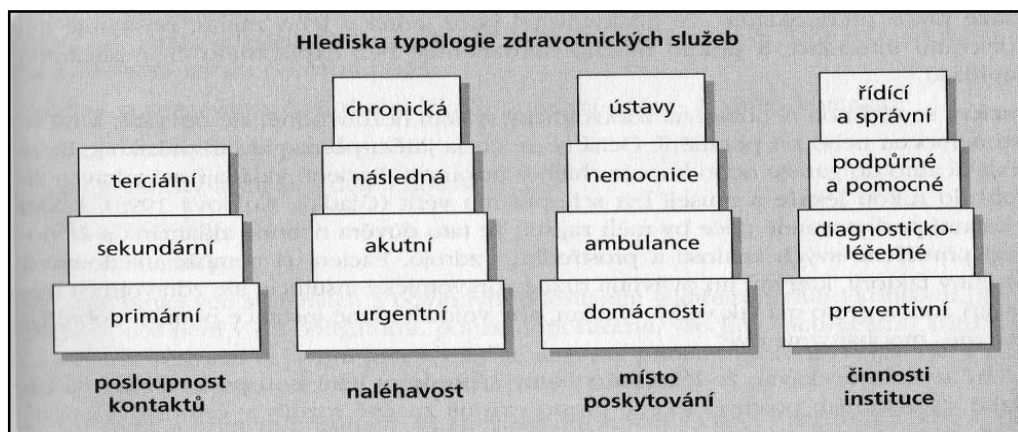 Hlediska typologie zdravotnických služeb
terciální
sekundární
primární
posloupnost
kontaktů
chronická
následná
akutní
urgentní
naléhavost
ústavy
nemocnice
ambulance
domácnosti
místo
poskytování
řídící
a správní
podpůrné
a pomocné
diagnosticko-
léčebné
preventivní
činnosti
instituce